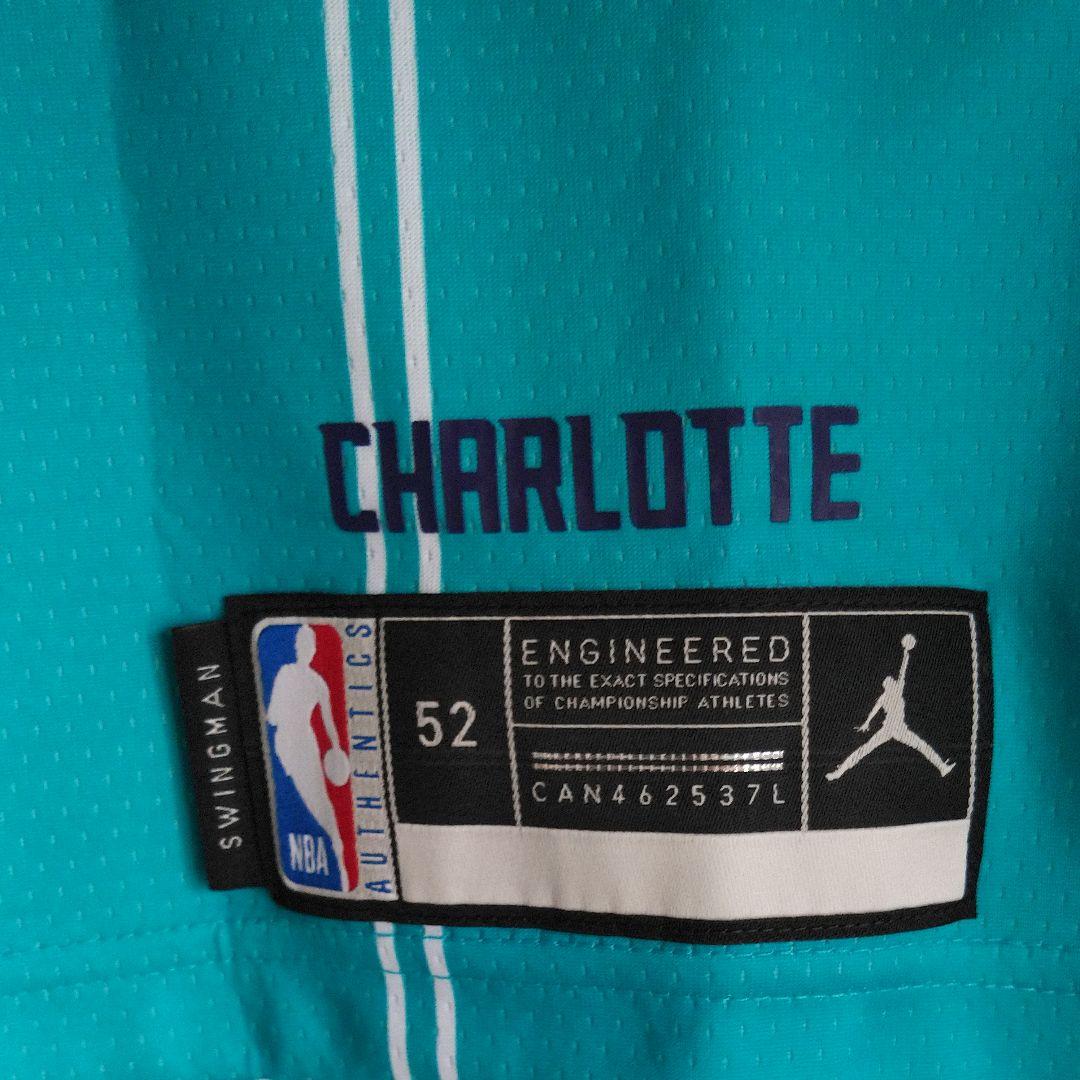 CHARLOTTE
SWINGMAN
NBA
AUTHENTICS
52
ENGINEERED
TO THE EXACT SPECIFICATIONS
OF CHAMPIONSHIP ATHLETES
CAN462537L